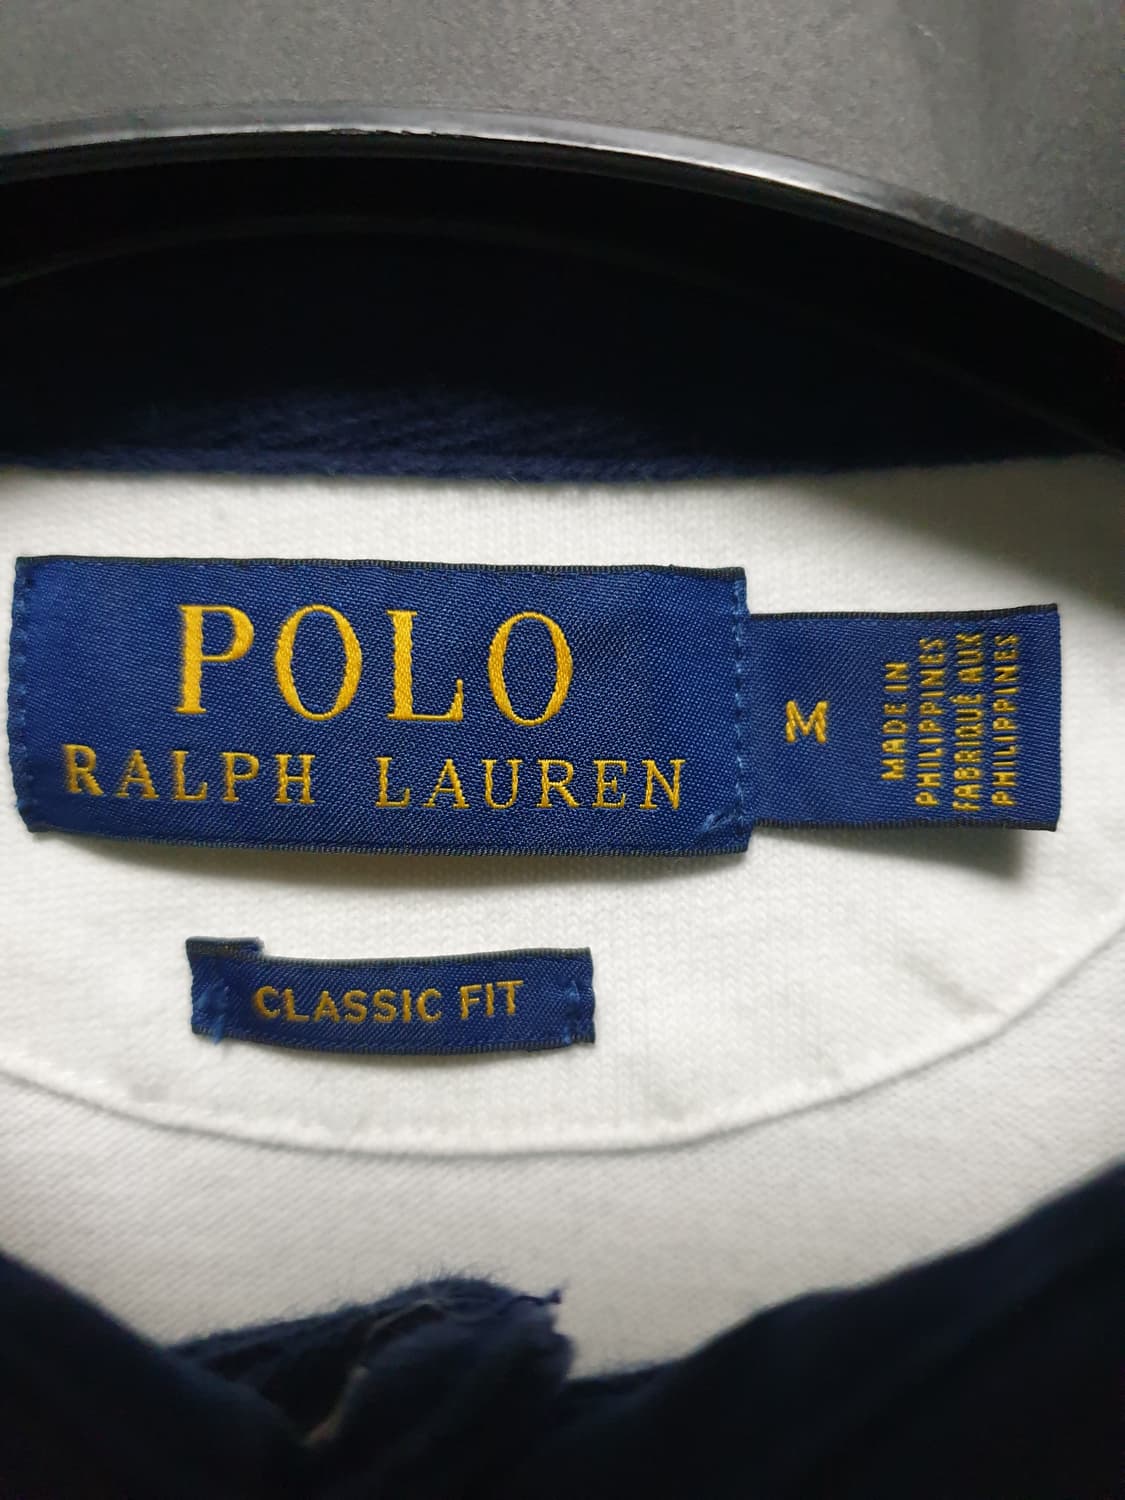 POLO
RALPH LAUREN
M
MADE IN
PHILIPPINES
FABRIQUÉ AUX
PHILIPPINES
CLASSIC FIT